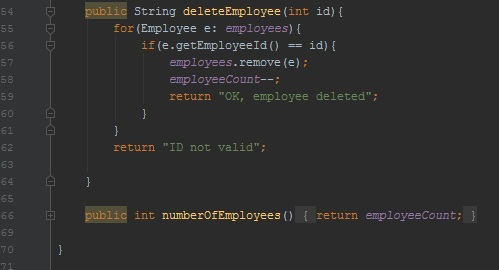 54 public String deleteEmployee(int id){
55 for(Employee e: employees){
56 if(e.getEmployeeId() == id){
57 employees.remove(e);
58 employeeCount--;
59 return "OK, employee deleted";
60 }
61 }
62 return "ID not valid";
63
64 }
65
66 public int numberOfEmployees() { return employeeCount; }
69
70 }
71